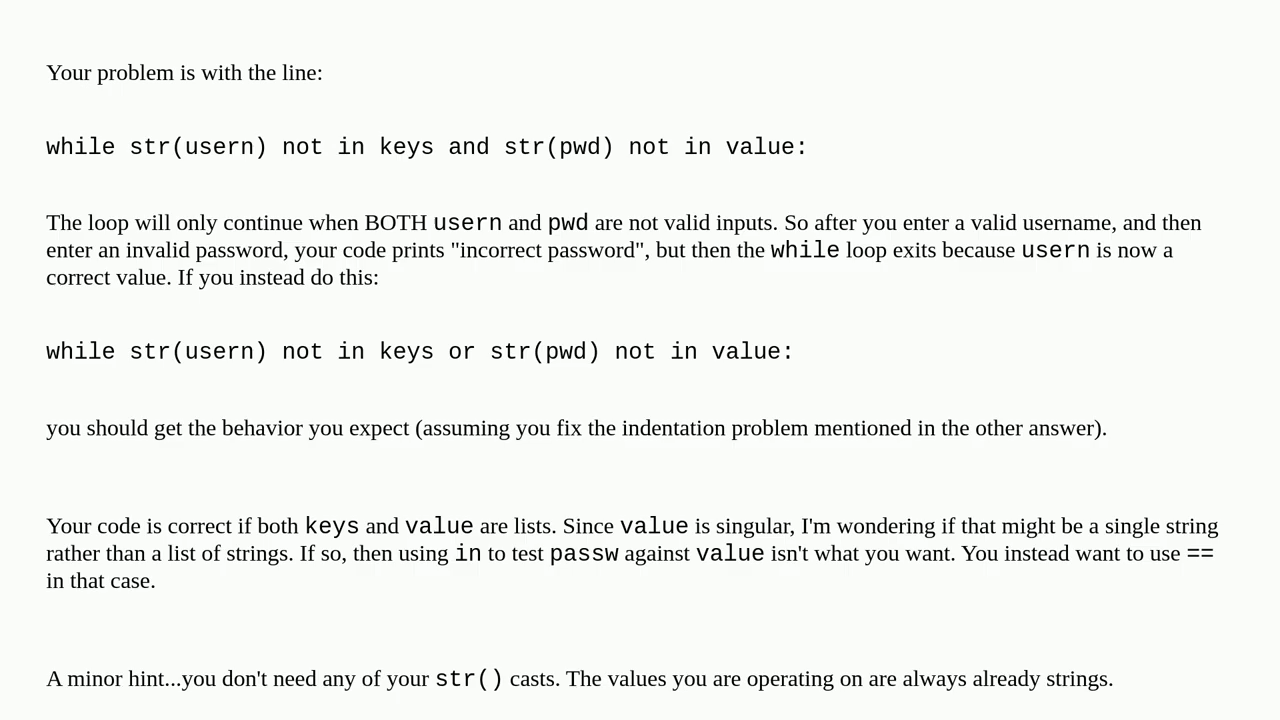 Your problem is with the line:
while str(usern) not in keys and str(pwd) not in value:
The loop will only continue when BOTH usern and pwd are not valid inputs. So after you enter a valid username, and then
enter an invalid password, your code prints "incorrect password", but then the while loop exits because usern is now a
correct value. If you instead do this:
while str(usern) not in keys or str(pwd) not in value:
you should get the behavior you expect (assuming you fix the indentation problem mentioned in the other answer).
Your code is correct if both keys and value are lists. Since value is singular, I'm wondering if that might be a single string
rather than a list of strings. If so, then using in to test passw against value isn't what you want. You instead want to use ==
in that case.
A minor hint...you don't need any of your str() casts. The values you are operating on are always already strings.